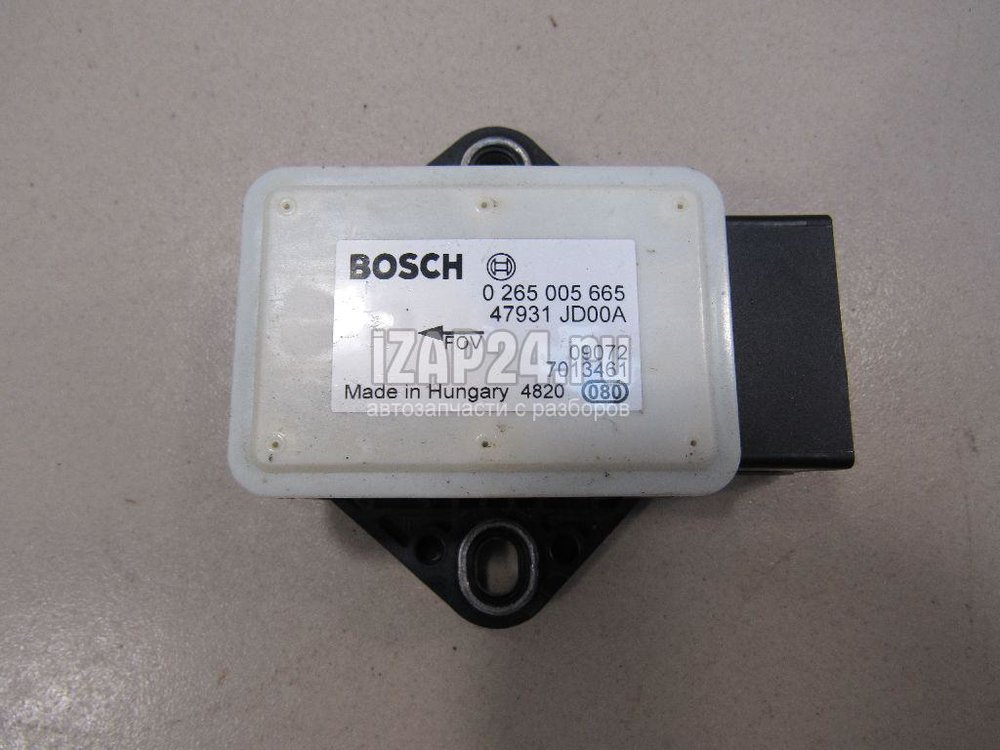 BOSCH
0 265 005 665
47931 JD00A
FOV
iZAP24.ru
09072
7013461
Made in Hungary 4820 080
автозапчасти с разборов